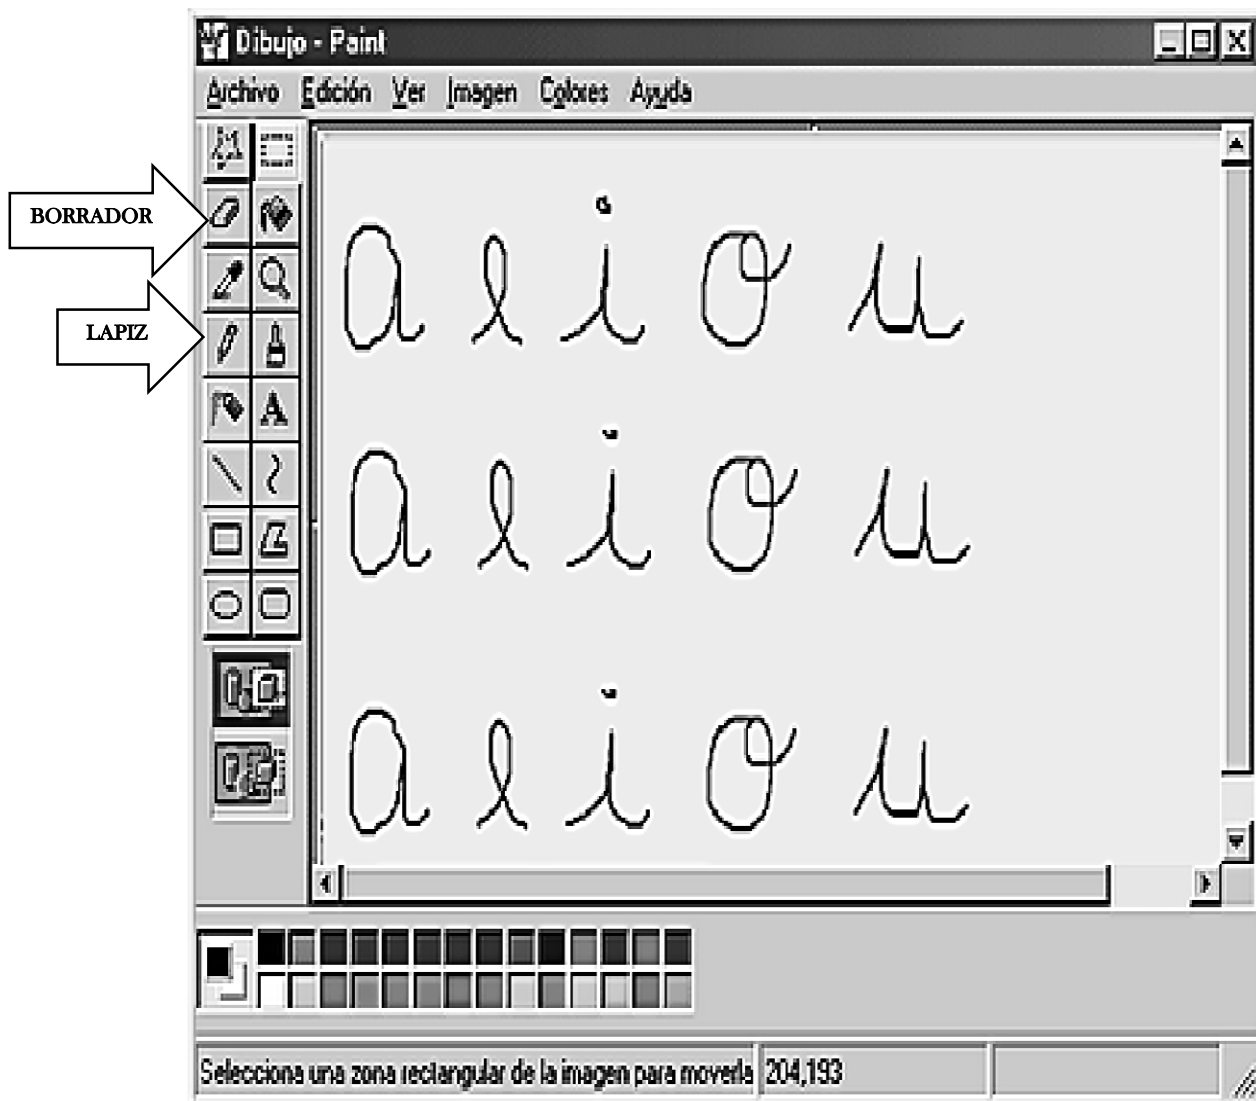 Dibujo - Paint
Archivo Edición Ver Imagen Colores Ayuda
BORRADOR
LAPIZ
A
a e i o u
a e i o u
a e i o u
Selecciona una zona rectangular de la imagen para moverla 204,193